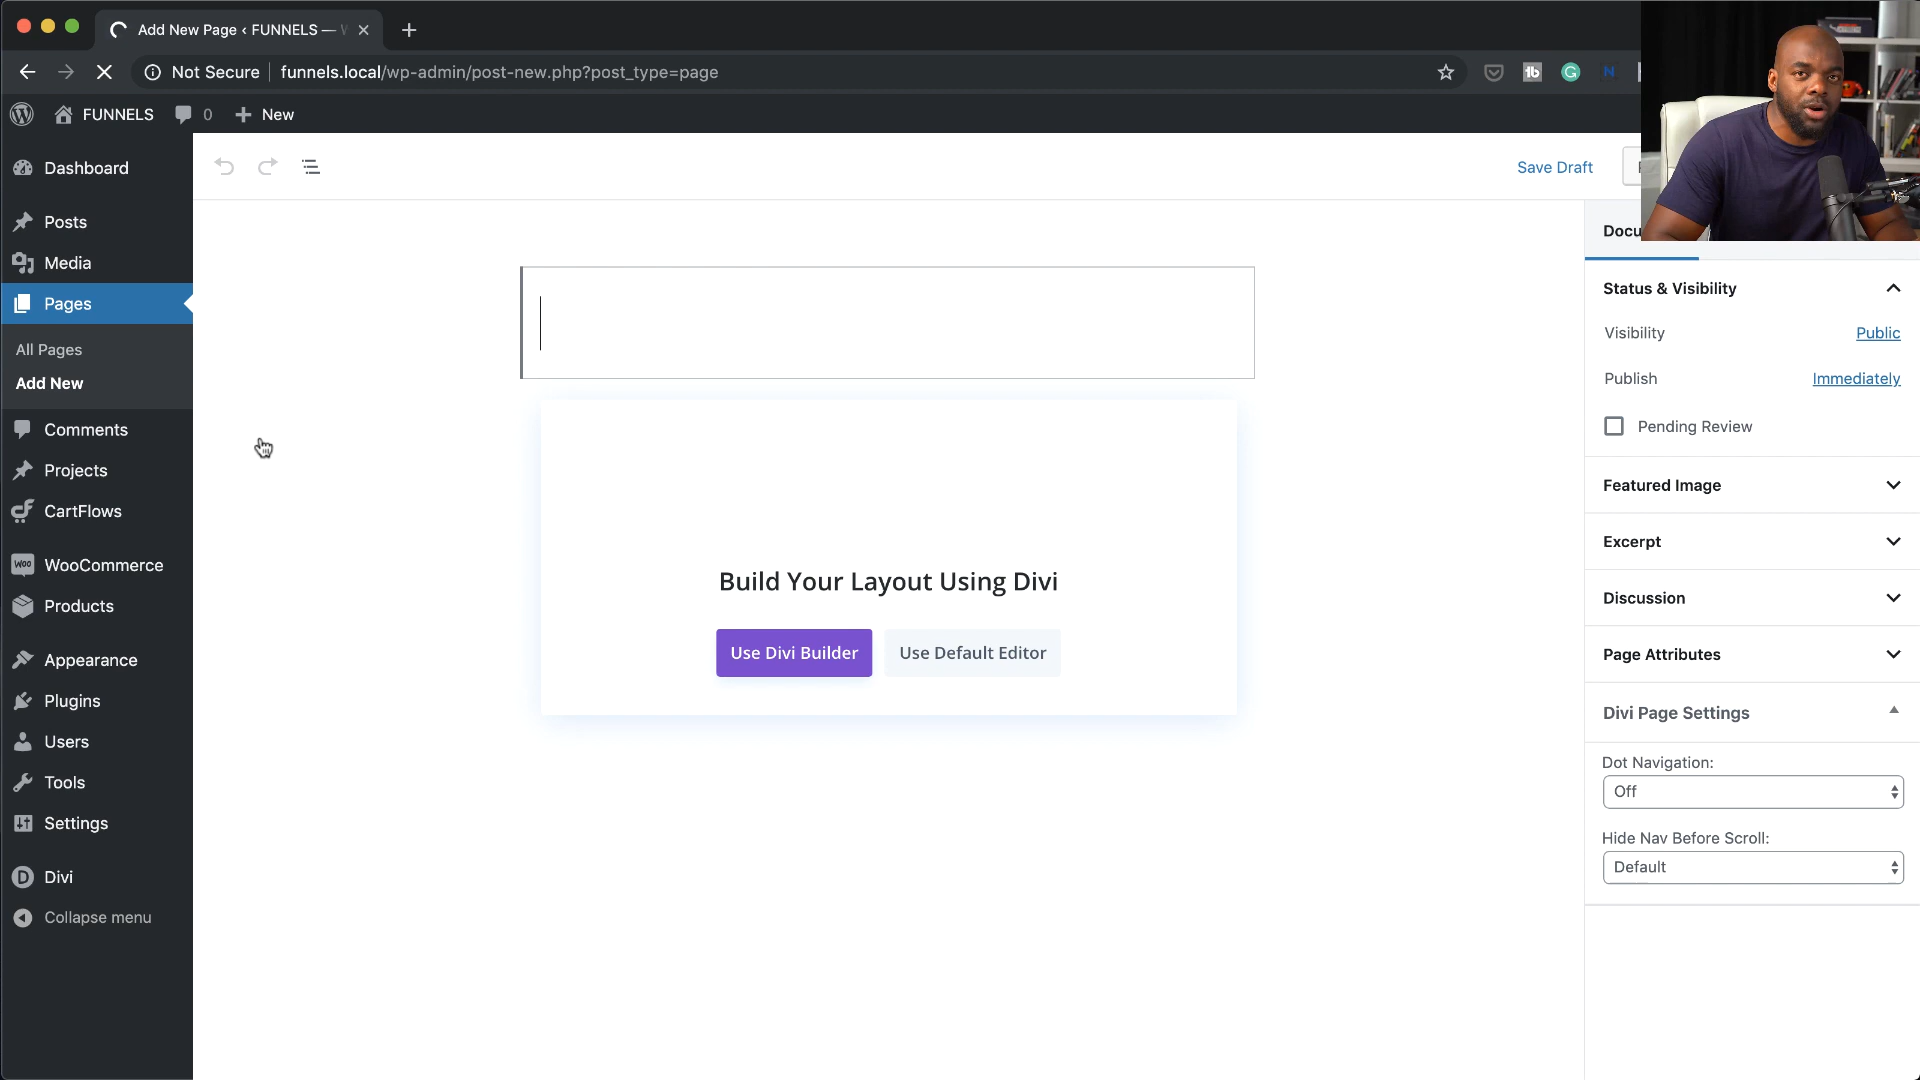 Add New Page ‹ FUNNELS —
Not Secure
funnels.local/wp-admin/post-new.php?post_type=page
tb
G
N
FUNNELS
0
New
Dashboard
Posts
Media
Pages
All Pages
Add New
Comments
Projects
CartFlows
WooCommerce
Products
Appearance
Plugins
Users
Tools
Settings
Divi
Collapse menu
Save Draft
Build Your Layout Using Divi
Use Divi Builder
Use Default Editor
Docu
Status & Visibility
Visibility
Public
Publish
Immediately
Pending Review
Featured Image
Excerpt
Discussion
Page Attributes
Divi Page Settings
Dot Navigation:
Off
Hide Nav Before Scroll:
Default